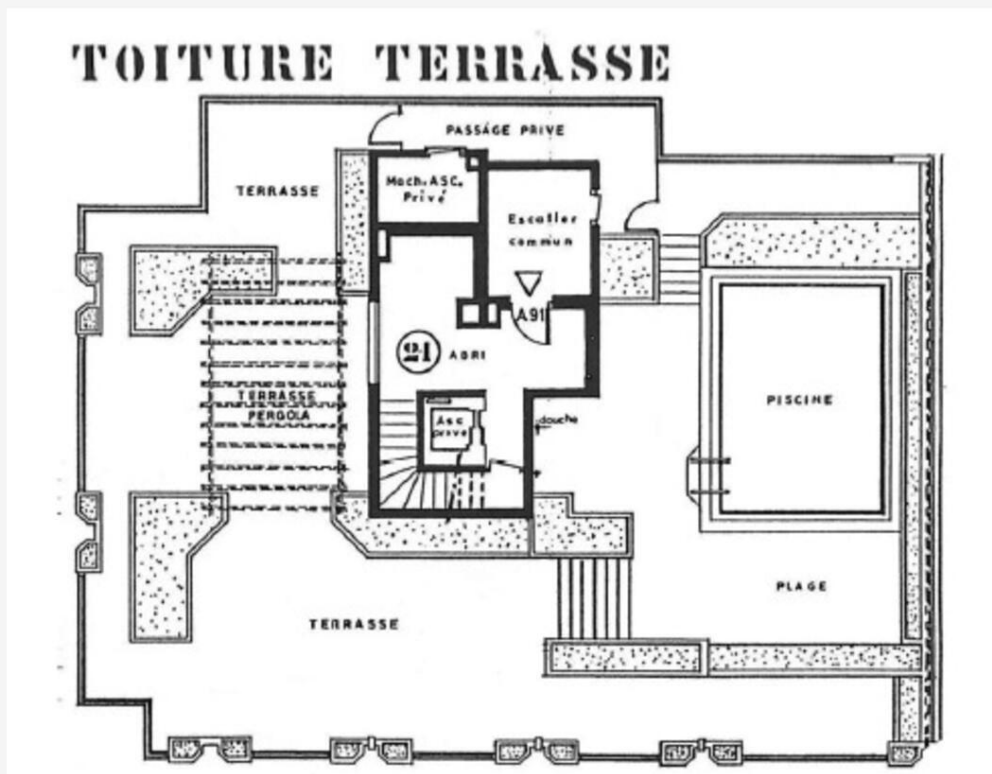 TOITURE TERRASSE
PASSAGE PRIVE
TERRASSE
Mach.ASC.
Privé
Escalier
commun
A91
21
ABRI
TERRASSE
PERGOLA
Asc
privé
douche
PISCINE
PLAGE
TERRASSE